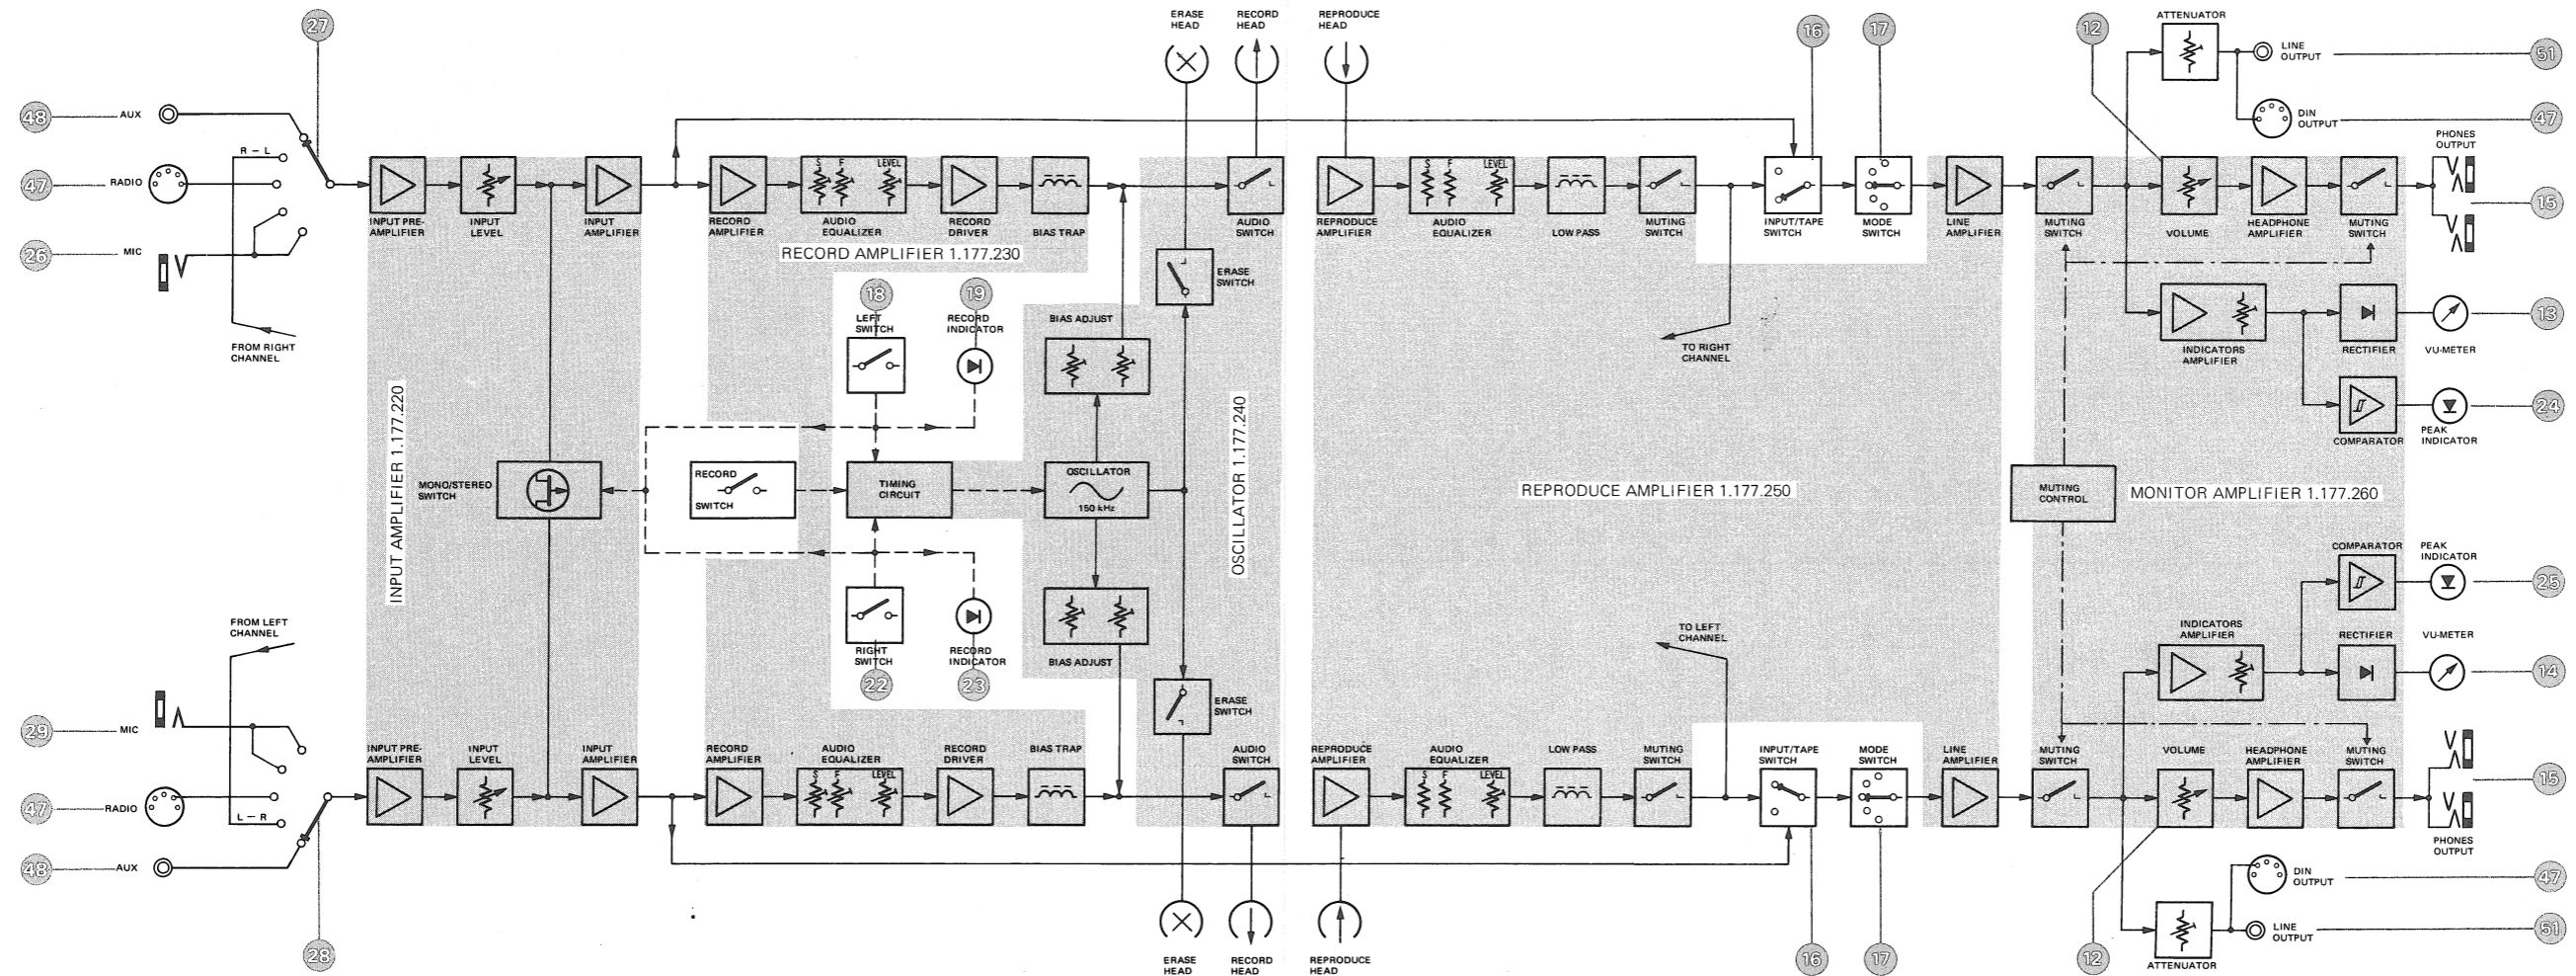 ERASE HEAD
RECORD HEAD
REPRODUCE HEAD
ATTENUATOR
27
16
17
12
LINE OUTPUT
51
48
AUX
DIN OUTPUT
47
R – L
PHONES OUTPUT
47
RADIO
S F LEVEL
S F LEVEL
15
INPUT PRE-AMPLIFIER
INPUT LEVEL
INPUT AMPLIFIER
RECORD AMPLIFIER
AUDIO EQUALIZER
RECORD DRIVER
BIAS TRAP
AUDIO SWITCH
REPRODUCE AMPLIFIER
AUDIO EQUALIZER
LOW PASS
MUTING SWITCH
INPUT/TAPE SWITCH
MODE SWITCH
LINE AMPLIFIER
MUTING SWITCH
VOLUME
HEADPHONE AMPLIFIER
MUTING SWITCH
26
MIC
RECORD AMPLIFIER 1.177.230
ERASE SWITCH
18
19
LEFT SWITCH
RECORD INDICATOR
BIAS ADJUST
13
FROM RIGHT CHANNEL
TO RIGHT CHANNEL
INDICATORS AMPLIFIER
RECTIFIER
VU-METER
24
COMPARATOR
PEAK INDICATOR
INPUT AMPLIFIER 1.177.220
OSCILLATOR 1.177.240
MONO/STEREO SWITCH
RECORD SWITCH
TIMING CIRCUIT
OSCILLATOR
150 kHz
REPRODUCE AMPLIFIER 1.177.250
MUTING CONTROL
MONITOR AMPLIFIER 1.177.260
COMPARATOR
PEAK INDICATOR
25
FROM LEFT CHANNEL
TO LEFT CHANNEL
INDICATORS AMPLIFIER
RECTIFIER
VU-METER
RIGHT SWITCH
RECORD INDICATOR
BIAS ADJUST
22
23
14
ERASE SWITCH
29
MIC
INPUT PRE-AMPLIFIER
INPUT LEVEL
INPUT AMPLIFIER
RECORD AMPLIFIER
AUDIO EQUALIZER
RECORD DRIVER
BIAS TRAP
AUDIO SWITCH
REPRODUCE AMPLIFIER
AUDIO EQUALIZER
LOW PASS
MUTING SWITCH
INPUT/TAPE SWITCH
MODE SWITCH
LINE AMPLIFIER
MUTING SWITCH
VOLUME
HEADPHONE AMPLIFIER
MUTING SWITCH
15
S F LEVEL
S F LEVEL
47
RADIO
L – R
PHONES OUTPUT
48
AUX
DIN OUTPUT
47
LINE OUTPUT
51
28
16
17
12
ATTENUATOR
ERASE HEAD
RECORD HEAD
REPRODUCE HEAD